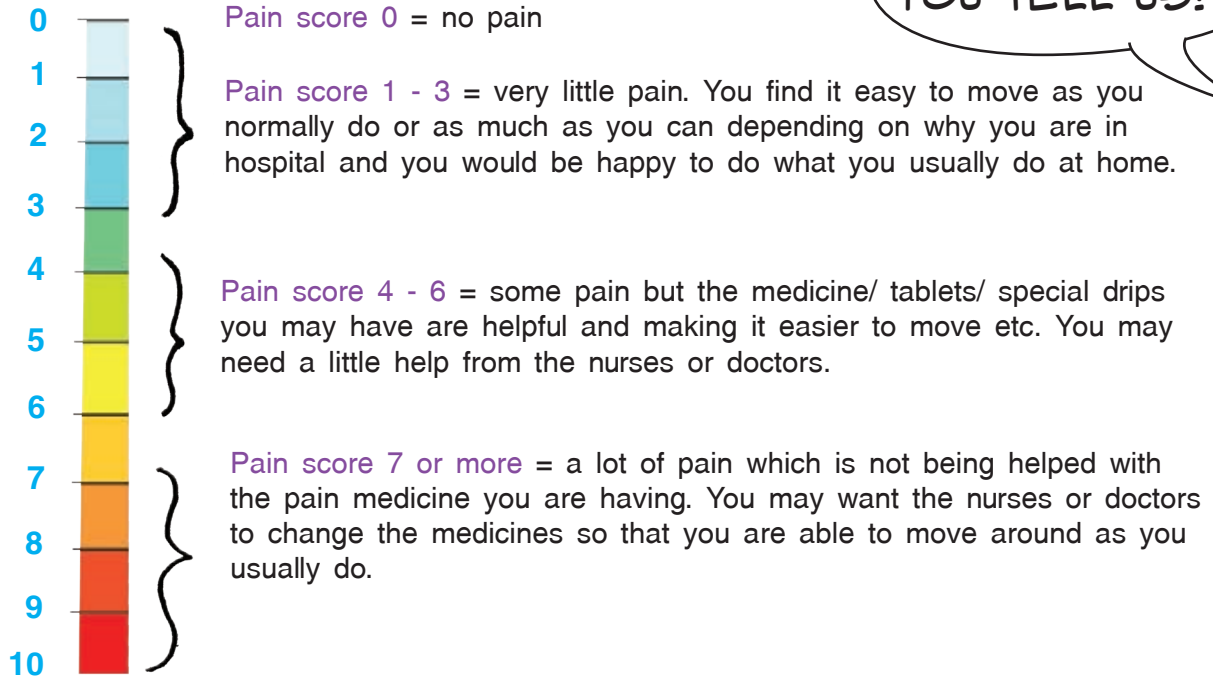 YOU TELL US!
0
Pain score 0 = no pain
1
Pain score 1 - 3 = very little pain. You find it easy to move as you
2
normally do or as much as you can depending on why you are in
hospital and you would be happy to do what you usually do at home.
3
4
Pain score 4 - 6 = some pain but the medicine/ tablets/ special drips
you may have are helpful and making it easier to move etc. You may
5
need a little help from the nurses or doctors.
6
Pain score 7 or more = a lot of pain which is not being helped with
7
the pain medicine you are having. You may want the nurses or doctors
to change the medicines so that you are able to move around as you
8
usually do.
9
10